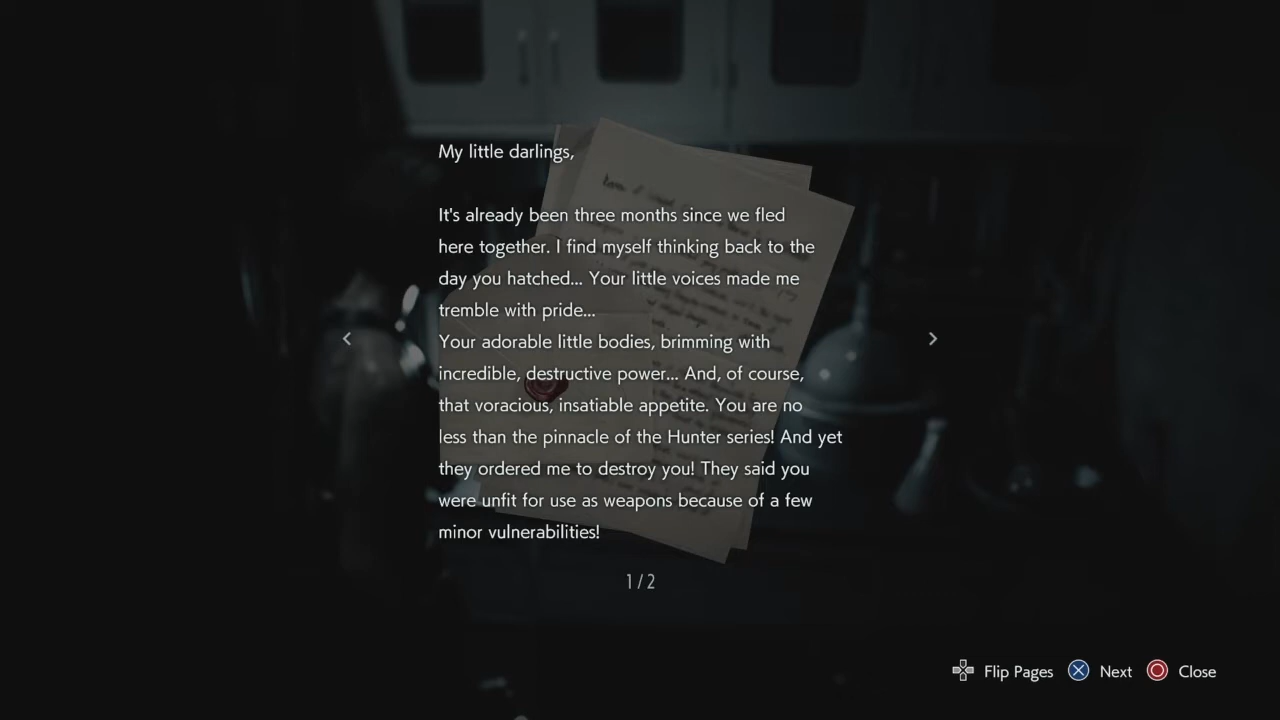 My little darlings,
It's already been three months since we fled
here together. I find myself thinking back to the
day you hatched... Your little voices made me
tremble with pride...
Your adorable little bodies, brimming with
incredible, destructive power... And, of course,
that voracious, insatiable appetite. You are no
less than the pinnacle of the Hunter series! And yet
they ordered me to destroy you! They said you
were unfit for use as weapons because of a few
minor vulnerabilities!
1 / 2
Flip Pages Next Close